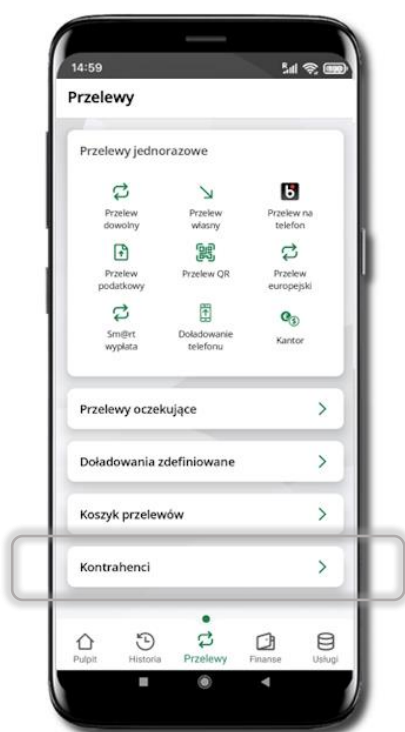 14:59
Przelewy
Przelewy jednorazowe
Przelew
dowolny
Przelew
własny
Przelew na
telefon
Przelew
podatkowy
Przelew QR
Przelew
europejski
Sm@rt
wypłata
Doładowanie
telefonu
Kantor
Przelewy oczekujące
Doładowania zdefiniowane
Koszyk przelewów
Kontrahenci
Pulpit
Historia
Przelewy
Finanse
Usługi